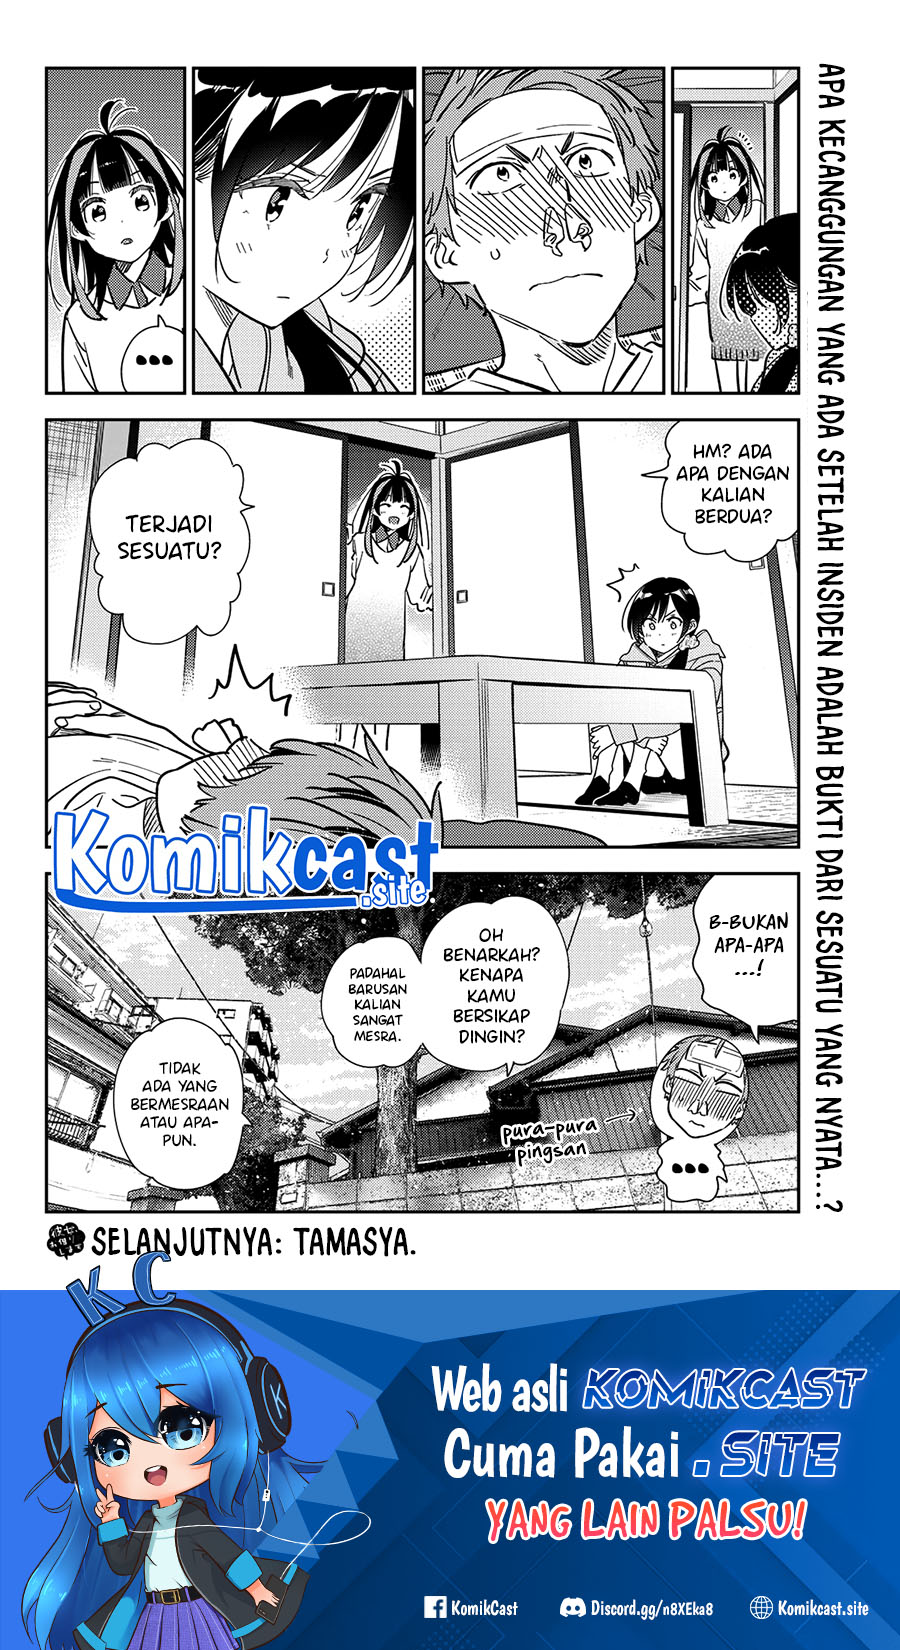 APA KECANGGUNGAN YANG ADA SETELAH INSIDEN ADALAH BUKTI DARI SESUATU YANG NYATA...?
...
HM? ADA
APA DENGAN
KALIAN
BERDUA?
TERJADI
SESUATU?
Komikcast
.site
B-BUKAN
APA-APA
...!
OH
BENARKAH?
KENAPA
KAMU
BERSIKAP
DINGIN?
PADAHAL
BARUSAN
KALIAN
SANGAT
MESRA.
TIDAK
ADA YANG
BERMESRAAN
ATAU APA-
PUN.
pura-pura
pingsan
...
SELANJUTNYA: TAMASYA.
KC
K
Web asli KOMIKCAST
Cuma Pakai .SITE
YANG LAIN PALSU!
KomikCast
Discord.gg/n8XEka8
Komikcast.site